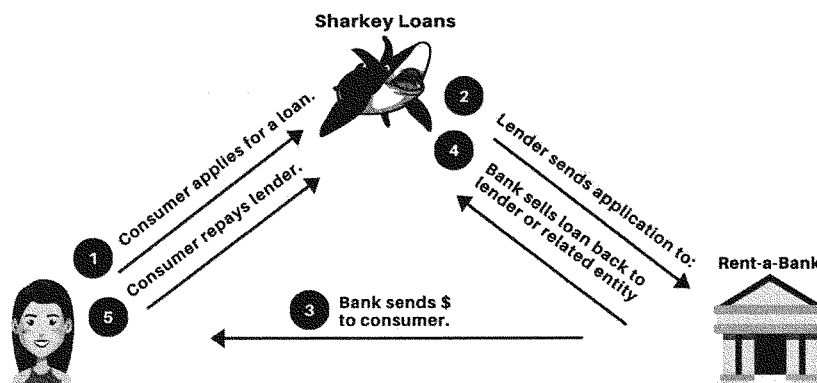 Sharkey Loans
2
Lender sends application to:
4
Bank sells loan back to
lender or related entity
1
Consumer applies for a loan.
5
Consumer repays lender.
3
Bank sends $
to consumer.
Rent-a-Bank